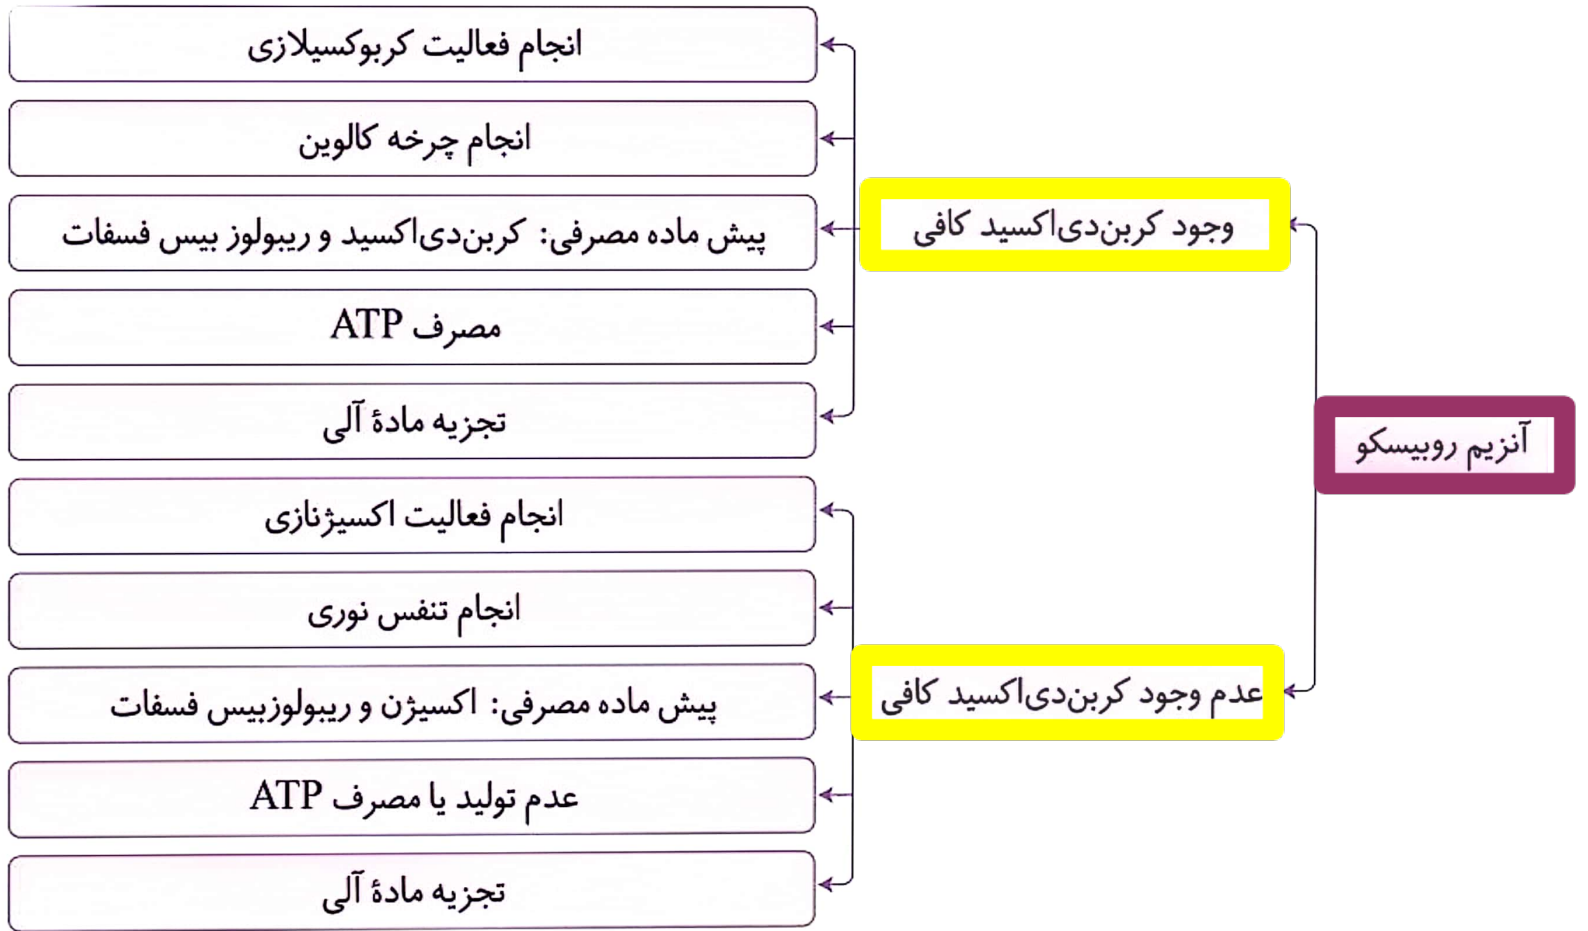 آنزیم روبیسکو
وجود کربن‌دی‌اکسید کافی
انجام فعالیت کربوکسیلازی
انجام چرخه کالوین
پیش ماده مصرفی: کربن‌دی‌اکسید و ریبولوز بیس فسفات
مصرف ATP
تجزیه مادهٔ آلی
عدم وجود کربن‌دی‌اکسید کافی
انجام فعالیت اکسیژنازی
انجام تنفس نوری
پیش ماده مصرفی: اکسیژن و ریبولوزبیس فسفات
عدم تولید یا مصرف ATP
تجزیه مادهٔ آلی